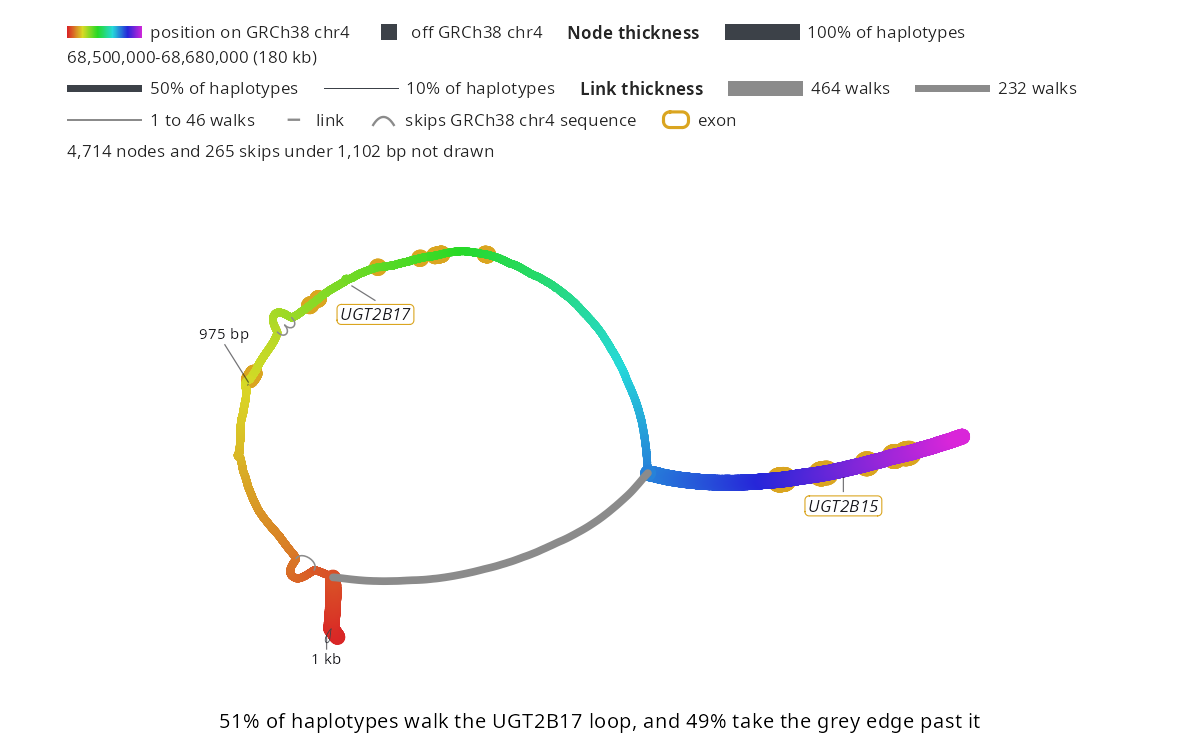 position on GRCh38 chr4 off GRCh38 chr4 Node thickness 100% of haplotypes
68,500,000-68,680,000 (180 kb)
50% of haplotypes 10% of haplotypes Link thickness 464 walks 232 walks
1 to 46 walks link skips GRCh38 chr4 sequence exon
4,714 nodes and 265 skips under 1,102 bp not drawn
UGT2B17
975 bp
UGT2B15
1 kb
51% of haplotypes walk the UGT2B17 loop, and 49% take the grey edge past it